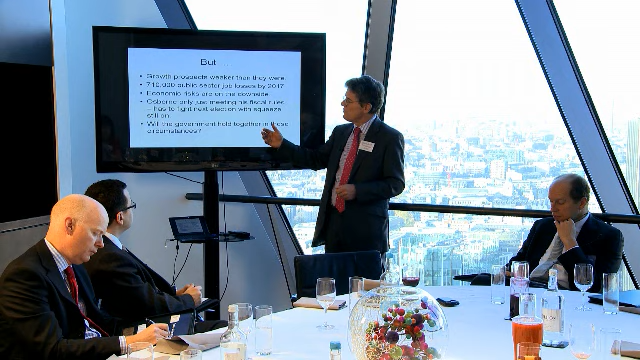 But
• Growth prospects weaker than they were.
• 710,000 public sector job losses by 2017
• Economic risks are on the downside
• Osborne only just meeting his fiscal rules
– has to fight next election with squeeze
still on
• Will the government hold together in these
circumstances?